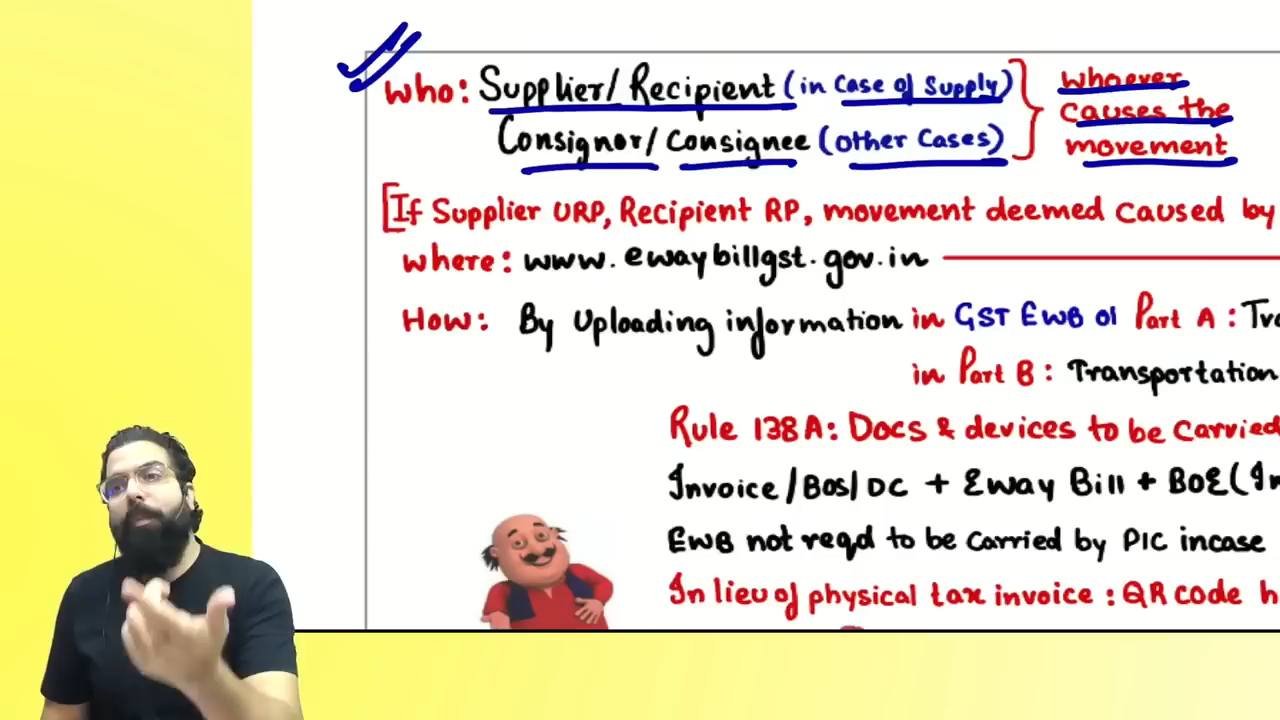 who: Supplier/ Recipient (in case of supply) whoever
causes the
Consignor/ Consignee (other cases) movement
[If Supplier URP, Recipient RP, movement deemed caused by
where: www.ewaybillgst.gov.in
How: By Uploading information in GST EWB 01 Part A :
in Part B : Transportation
Rule 138A: Docs & devices to be carried
Invoice/BOS/DC + Eway Bill + BOE(
EWB not reqd to be carried by PIC incase
In lieu of physical tax invoice : QR code